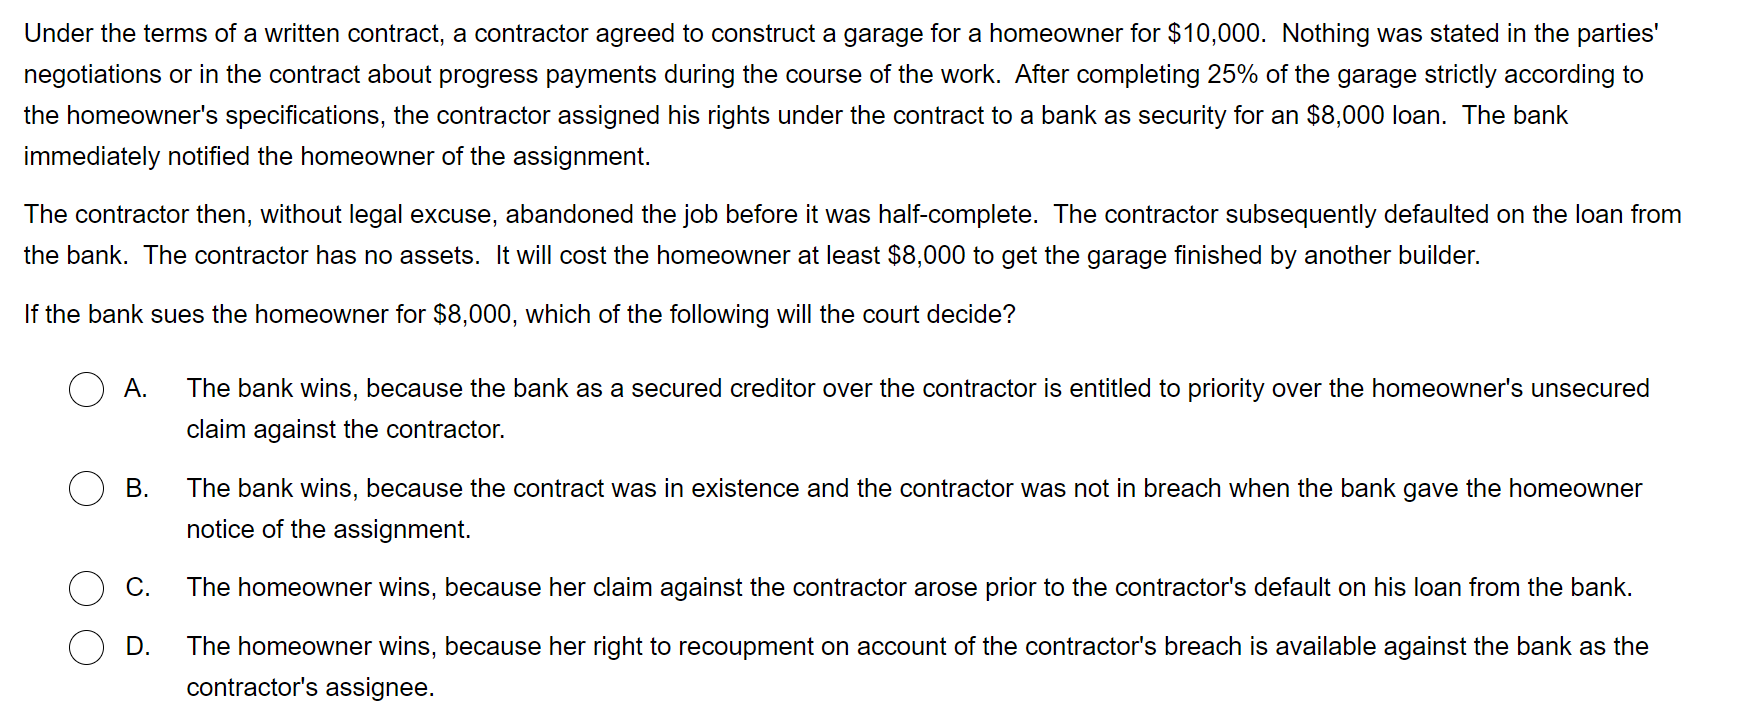 Under the terms of a written contract, a contractor agreed to construct a garage for a homeowner for $10,000.  Nothing was stated in the parties'
negotiations or in the contract about progress payments during the course of the work.  After completing 25% of the garage strictly according to
the homeowner's specifications, the contractor assigned his rights under the contract to a bank as security for an $8,000 loan.  The bank
immediately notified the homeowner of the assignment.
The contractor then, without legal excuse, abandoned the job before it was half-complete.  The contractor subsequently defaulted on the loan from
the bank.  The contractor has no assets.  It will cost the homeowner at least $8,000 to get the garage finished by another builder.
If the bank sues the homeowner for $8,000, which of the following will the court decide?
A. The bank wins, because the bank as a secured creditor over the contractor is entitled to priority over the homeowner's unsecured
claim against the contractor.
B. The bank wins, because the contract was in existence and the contractor was not in breach when the bank gave the homeowner
notice of the assignment.
C. The homeowner wins, because her claim against the contractor arose prior to the contractor's default on his loan from the bank.
D. The homeowner wins, because her right to recoupment on account of the contractor's breach is available against the bank as the
contractor's assignee.